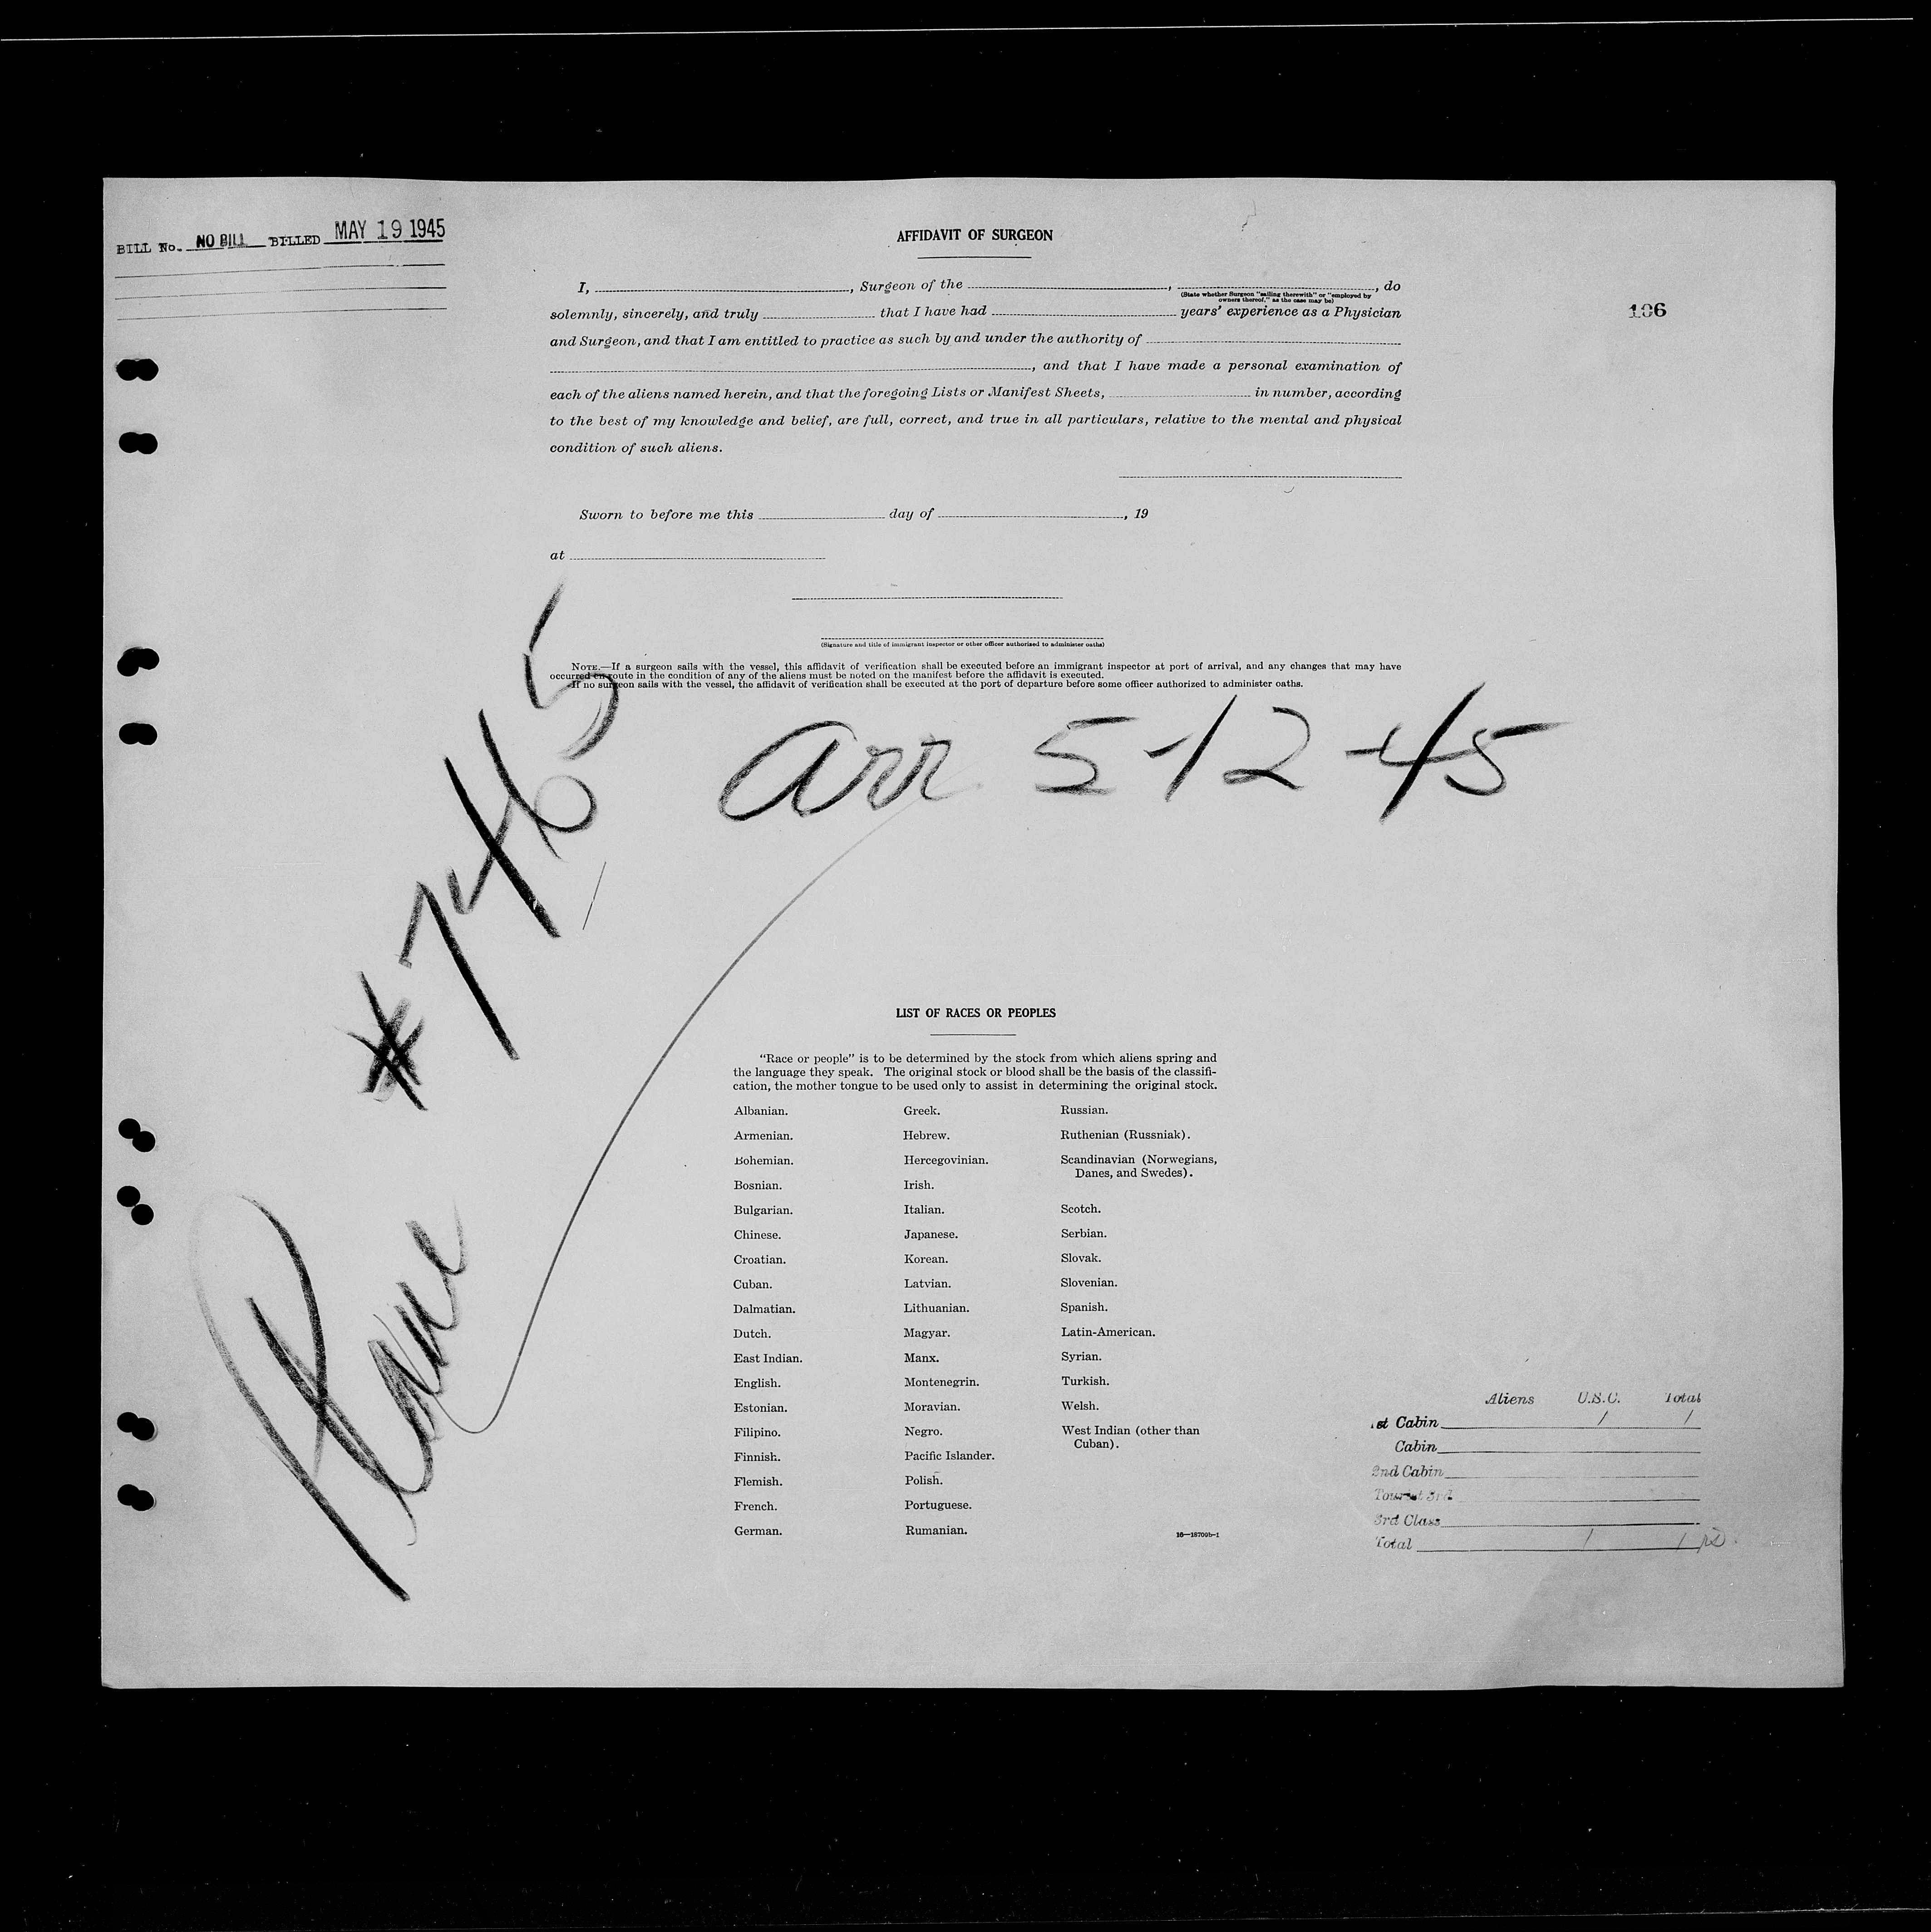 BILL No. NO BILL BILLED MAY 19 1945
AFFIDAVIT OF SURGEON
106
I, , Surgeon of the , , do
(State whether Surgeon "sailing therewith" or "employed by
owners thereof," as the case may be)
solemnly, sincerely, and truly that I have had years' experience as a Physician
and Surgeon, and that I am entitled to practice as such by and under the authority of
, and that I have made a personal examination of
each of the aliens named herein, and that the foregoing Lists or Manifest Sheets, in number, according
to the best of my knowledge and belief, are full, correct, and true in all particulars, relative to the mental and physical
condition of such aliens.
Sworn to before me this day of , 19
at
(Signature and title of immigrant inspector or other officer authorized to administer oaths)
NOTE.—If a surgeon sails with the vessel, this affidavit of verification shall be executed before an immigrant inspector at port of arrival, and any changes that may have
occurred en route in the condition of any of the aliens must be noted on the manifest before the affidavit is executed.
If no surgeon sails with the vessel, the affidavit of verification shall be executed at the port of departure before some officer authorized to administer oaths.
Plane #7465
arr 5-12-45
LIST OF RACES OR PEOPLES
"Race or people" is to be determined by the stock from which aliens spring and
the language they speak. The original stock or blood shall be the basis of the classifi-
cation, the mother tongue to be used only to assist in determining the original stock.
Albanian.
Armenian.
Bohemian.
Bosnian.
Bulgarian.
Chinese.
Croatian.
Cuban.
Dalmatian.
Dutch.
East Indian.
English.
Estonian.
Filipino.
Finnish.
Flemish.
French.
German.
Greek.
Hebrew.
Hercegovinian.
Irish.
Italian.
Japanese.
Korean.
Latvian.
Lithuanian.
Magyar.
Manx.
Montenegrin.
Moravian.
Negro.
Pacific Islander.
Polish.
Portuguese.
Rumanian.
Russian.
Ruthenian (Russniak).
Scandinavian (Norwegians,
Danes, and Swedes).
Scotch.
Serbian.
Slovak.
Slovenian.
Spanish.
Latin-American.
Syrian.
Turkish.
Welsh.
West Indian (other than
Cuban).
16—18709b-1
Aliens U.S.C. Total
1st Cabin 1 1
Cabin
2nd Cabin
Tourist 3rd
3rd Class
Total 1 1